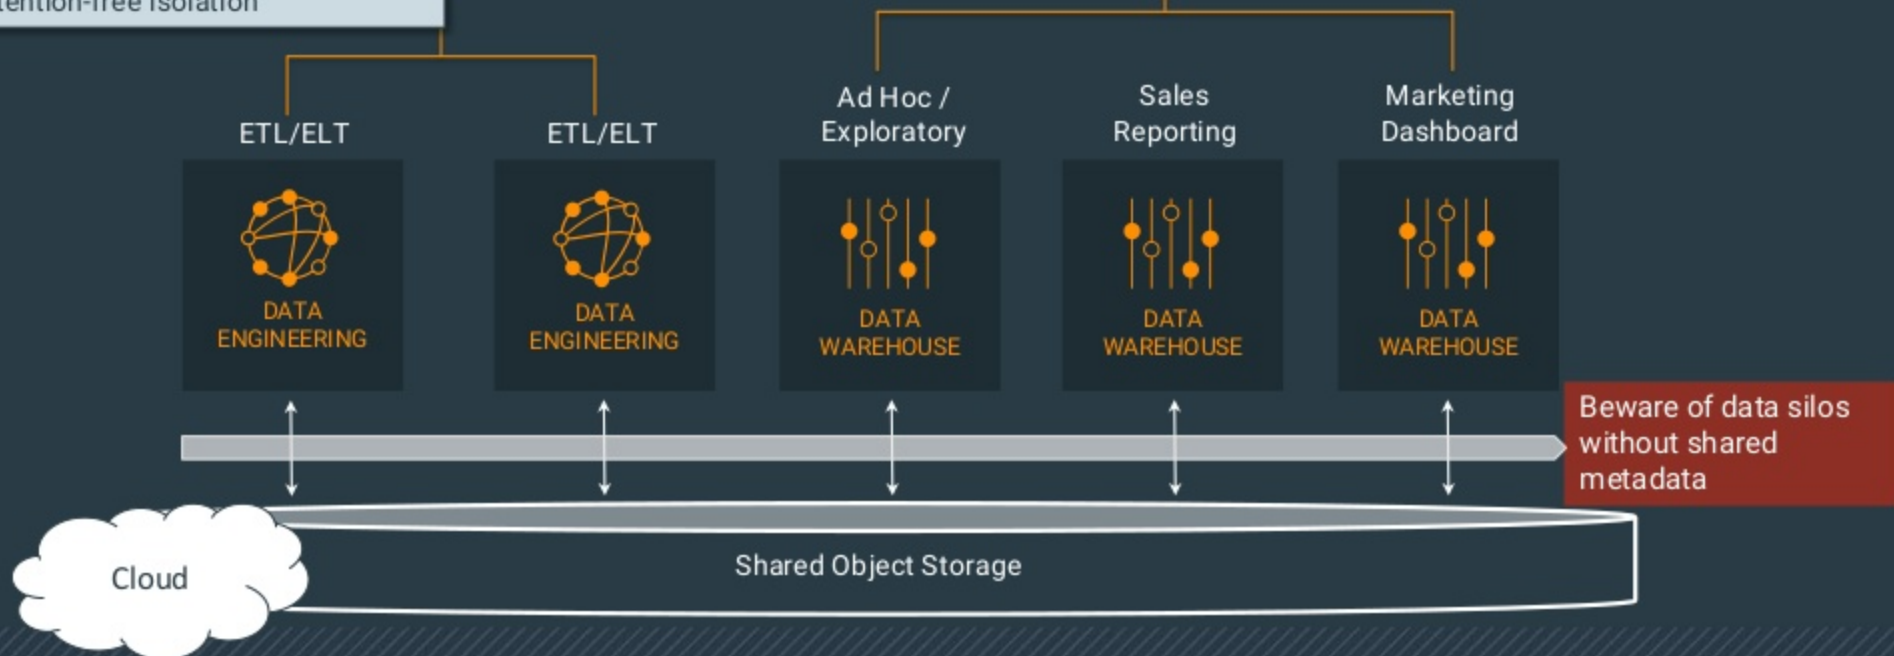 isolation
ETL/ELT
ETL/ELT
Ad Hoc /
Exploratory
Sales
Reporting
Marketing
Dashboard
DATA
ENGINEERING
DATA
ENGINEERING
DATA
WAREHOUSE
DATA
WAREHOUSE
DATA
WAREHOUSE
Beware of data silos
without shared
metadata
Cloud
Shared Object Storage